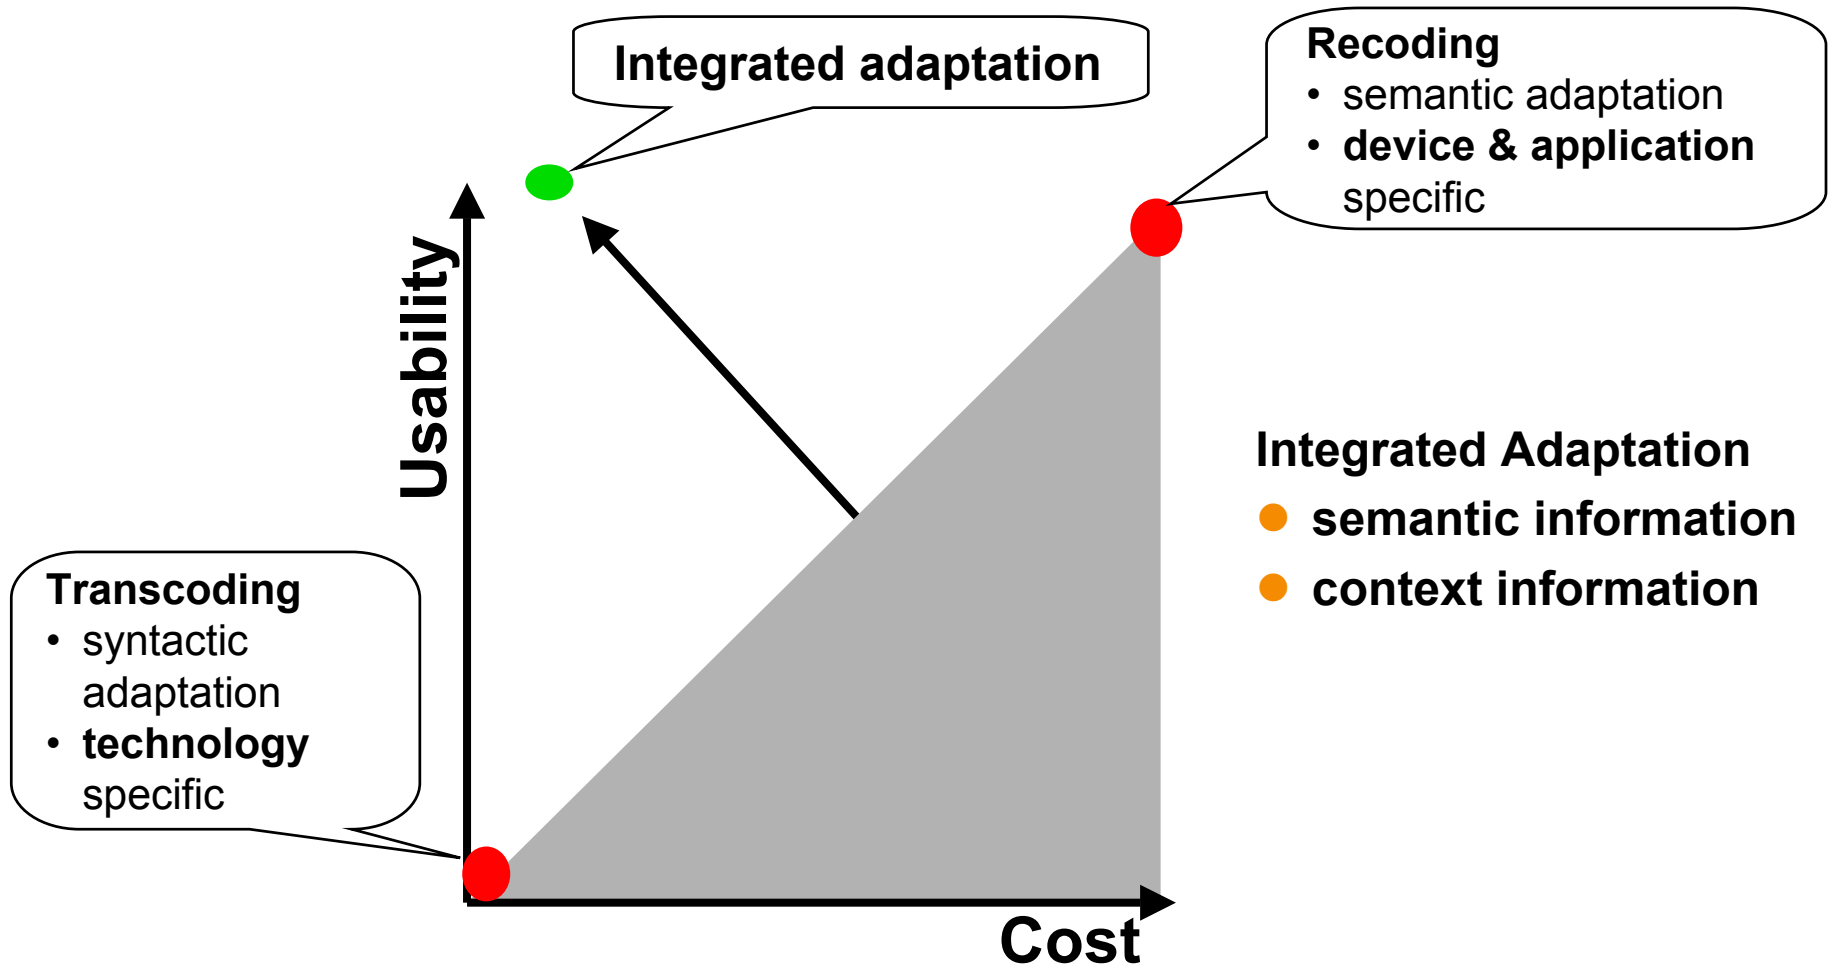 Integrated adaptation
Recoding
• semantic adaptation
• device & application
specific
Usability
Integrated Adaptation
● semantic information
● context information
Transcoding
• syntactic
adaptation
• technology
specific
Cost